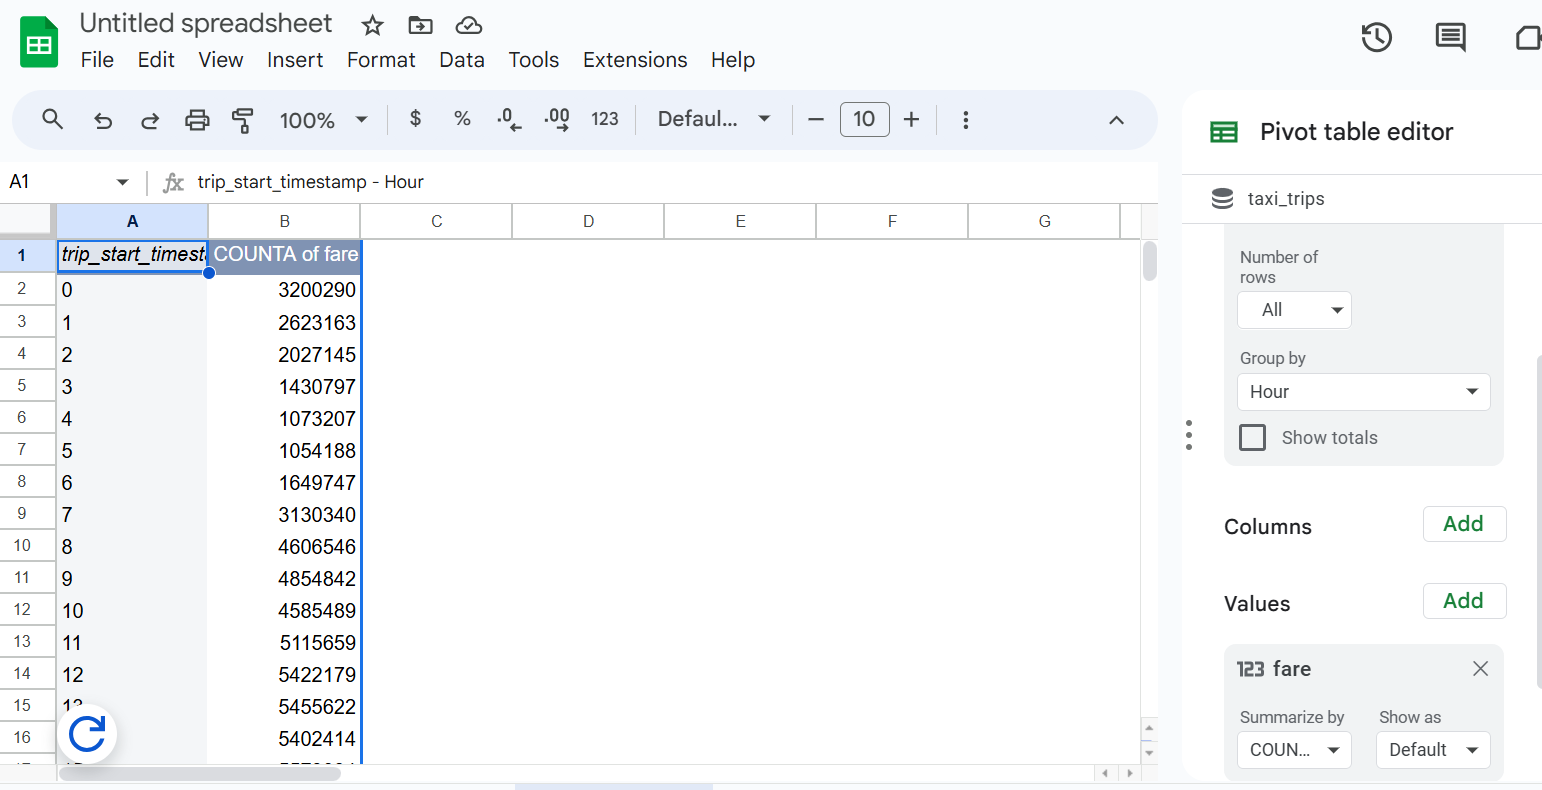 Untitled spreadsheet
File Edit View Insert Format Data Tools Extensions Help
100% $ % .0 .00 123 Defaul... − 10 +
A1 fx trip_start_timestamp - Hour
A B C D E F G
1 trip_start_timest COUNTA of fare
2 0 3200290
3 1 2623163
4 2 2027145
5 3 1430797
6 4 1073207
7 5 1054188
8 6 1649747
9 7 3130340
10 8 4606546
11 9 4854842
12 10 4585489
13 11 5115659
14 12 5422179
15 5455622
16 5402414
Pivot table editor
taxi_trips
Number of
rows
All
Group by
Hour
Show totals
Columns Add
Values Add
123 fare
Summarize by Show as
COUN... Default